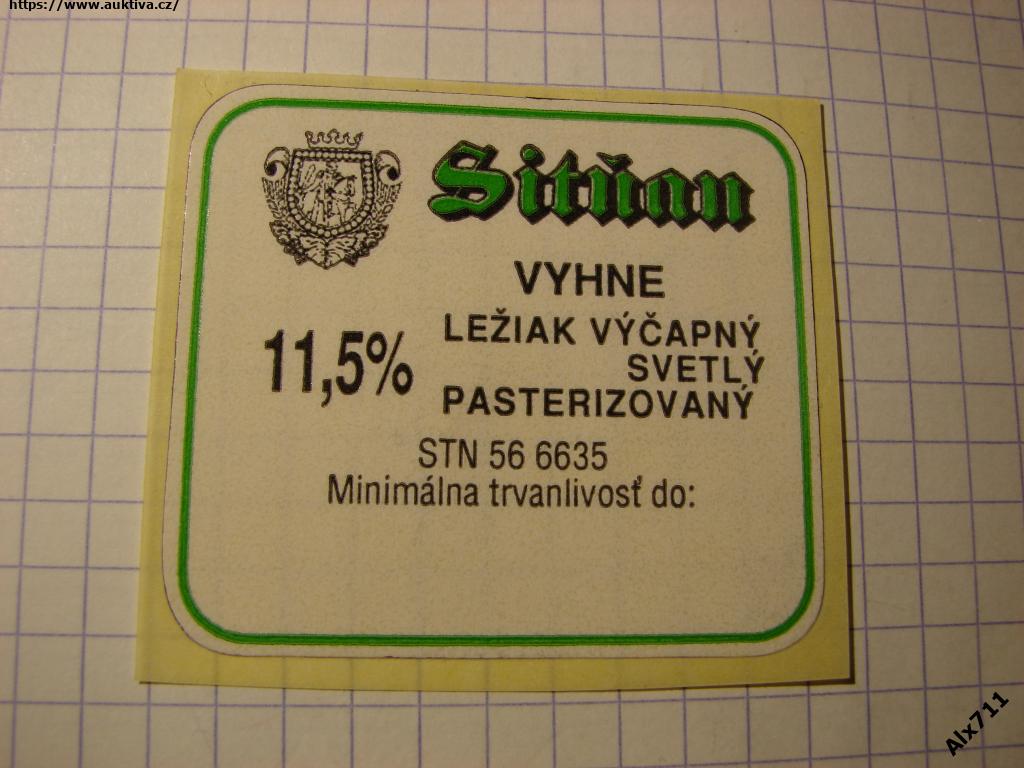 https://www.auktiva.cz/
Sitňan
VYHNE
11,5%
LEŽIAK VÝČAPNÝ
SVETLÝ
PASTERIZOVANÝ
STN 56 6635
Minimálna trvanlivosť do:
Alx711